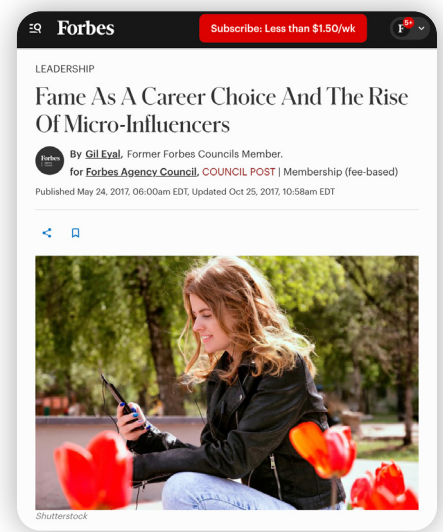 Forbes
Subscribe: Less than $1.50/wk
F 5+
LEADERSHIP
Fame As A Career Choice And The Rise
Of Micro-Influencers
By Gil Eyal, Former Forbes Councils Member.
for Forbes Agency Council, COUNCIL POST | Membership (fee-based)
Published May 24, 2017, 06:00am EDT, Updated Oct 25, 2017, 10:58am EDT
Shutterstock